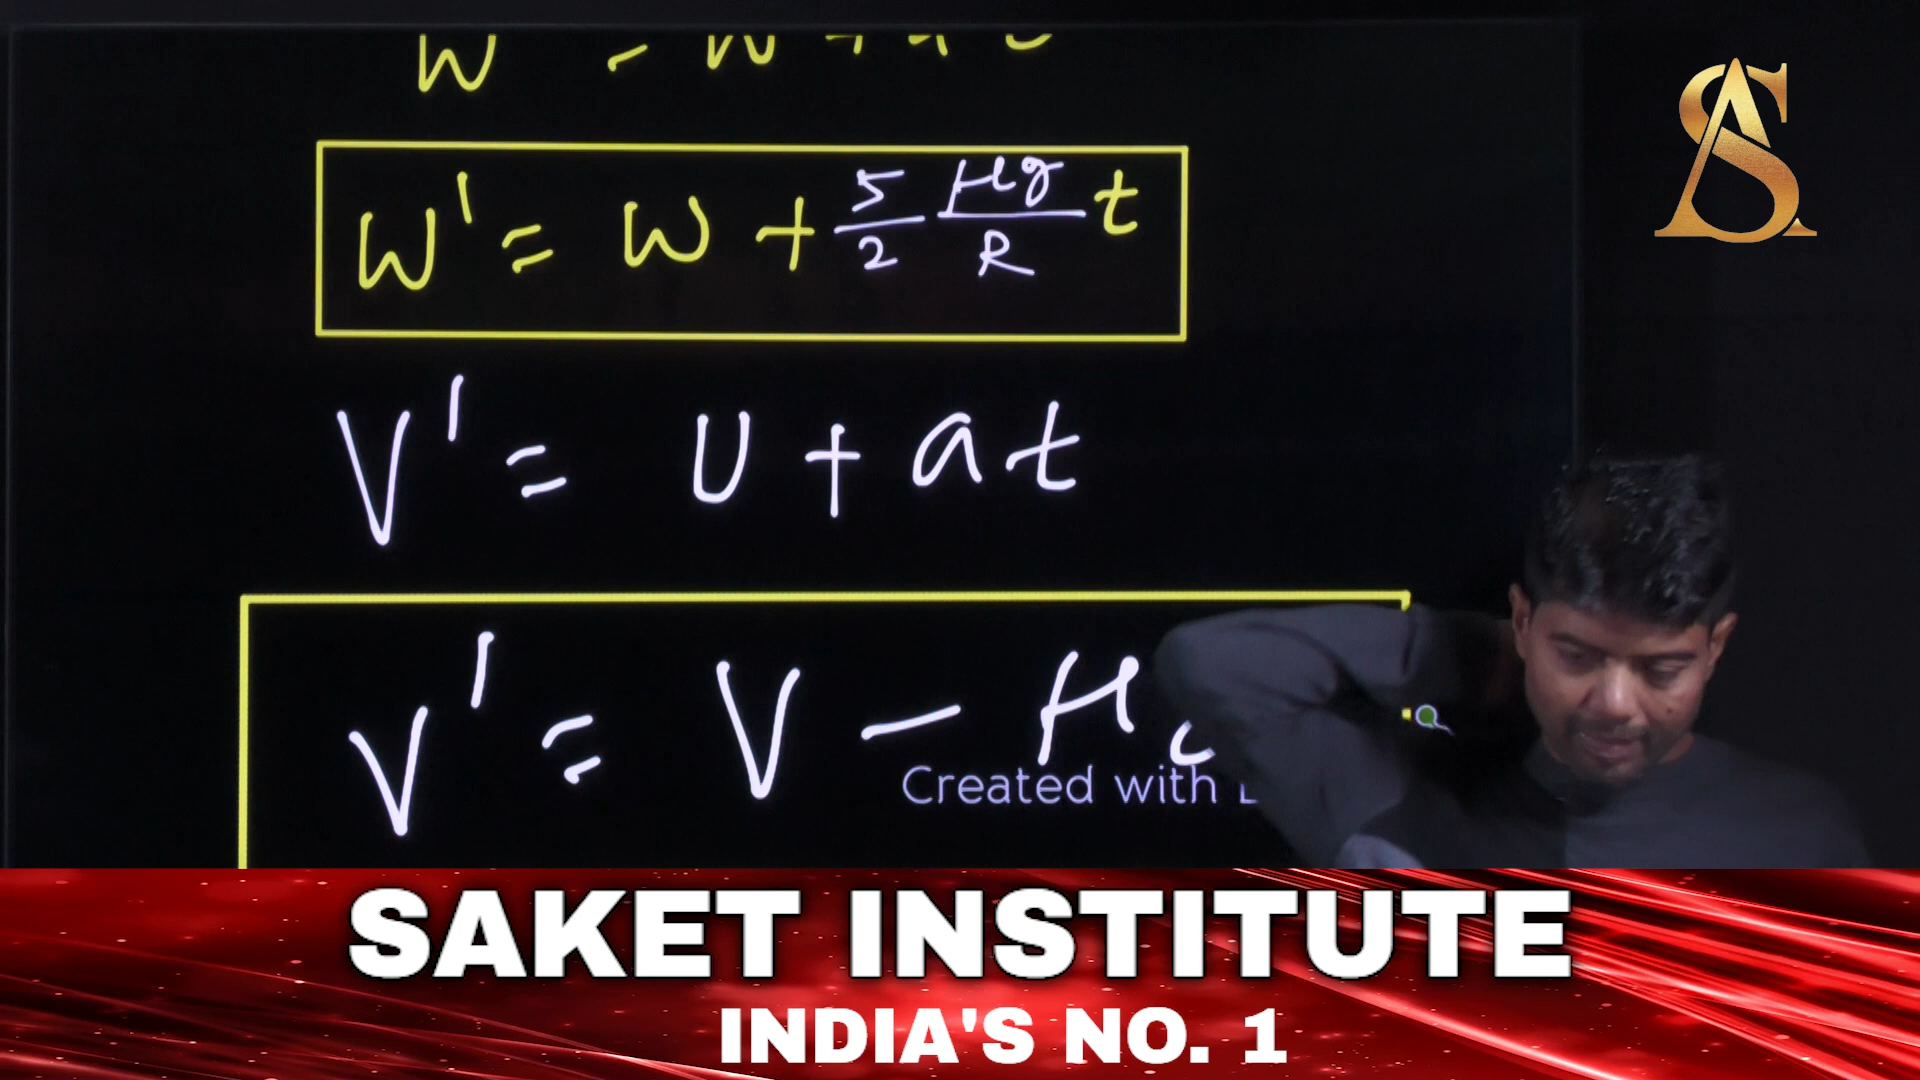 W = W + α t
W' = W + 5/2 μg/R t
V' = U + at
V' = V - μ
Created with
SAKET INSTITUTE
INDIA'S NO. 1